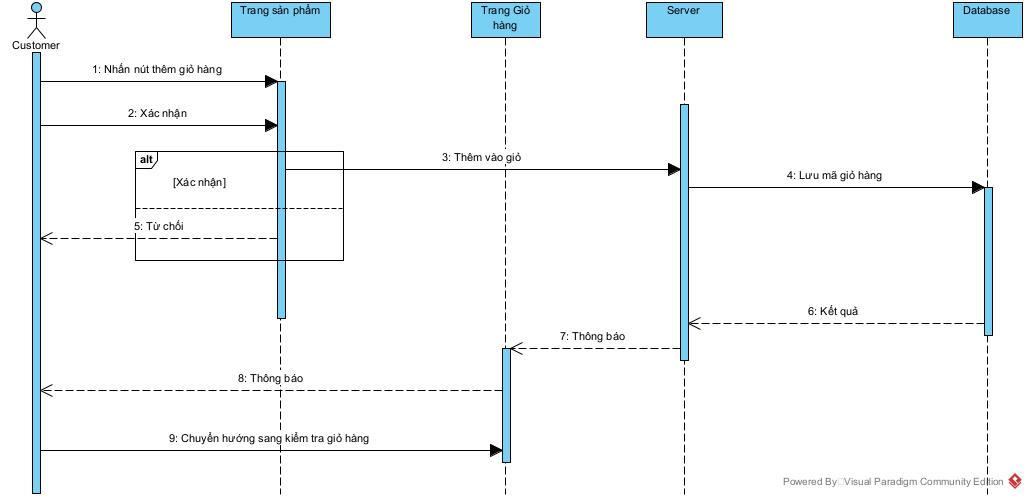 Customer
Trang sản phẩm
Trang Giỏ
hàng
Server
Database
1: Nhấn nút thêm giỏ hàng
2: Xác nhận
alt
[Xác nhận]
3: Thêm vào giỏ
4: Lưu mã giỏ hàng
5: Từ chối
6: Kết quả
7: Thông báo
8: Thông báo
9: Chuyển hướng sang kiểm tra giỏ hàng
Powered By Visual Paradigm Community Edition